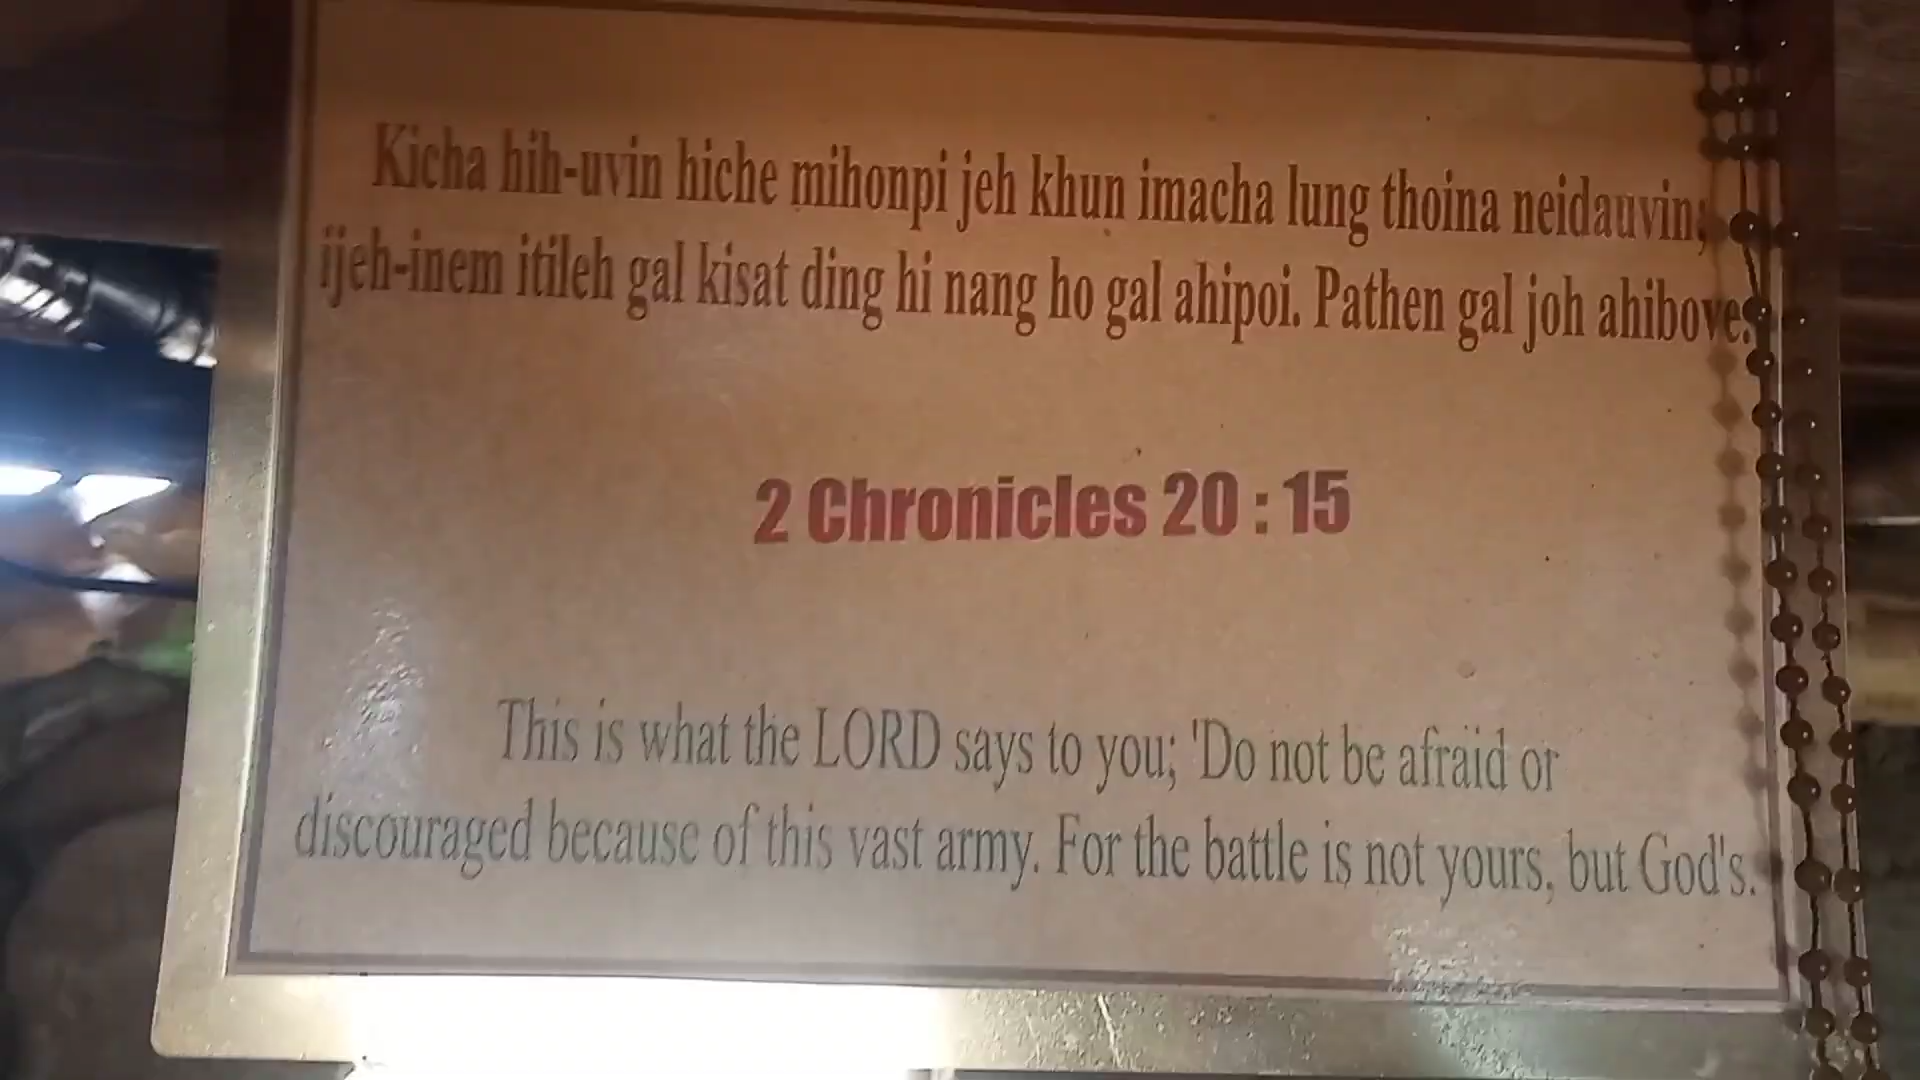 Kicha hih-uvin hiche mihonpi jeh khun imacha lung thoina neidauvin;
ijeh-inem itileh gal kisat ding hi nang ho gal ahipoi. Pathen gal joh ahibove.
2 Chronicles 20 : 15
This is what the LORD says to you; 'Do not be afraid or
discouraged because of this vast army. For the battle is not yours, but God's.